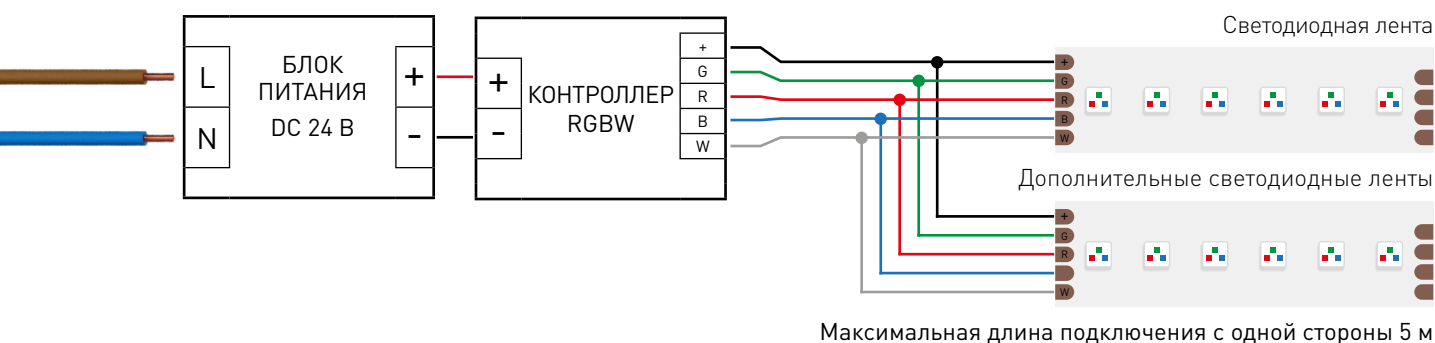 Светодиодная лента
L
N
БЛОК
ПИТАНИЯ
DC 24 В
+
-
+
-
КОНТРОЛЛЕР
RGBW
+
G
R
B
W
+
G
R
B
W
Дополнительные светодиодные ленты
+
G
R
W
Максимальная длина подключения с одной стороны 5 м